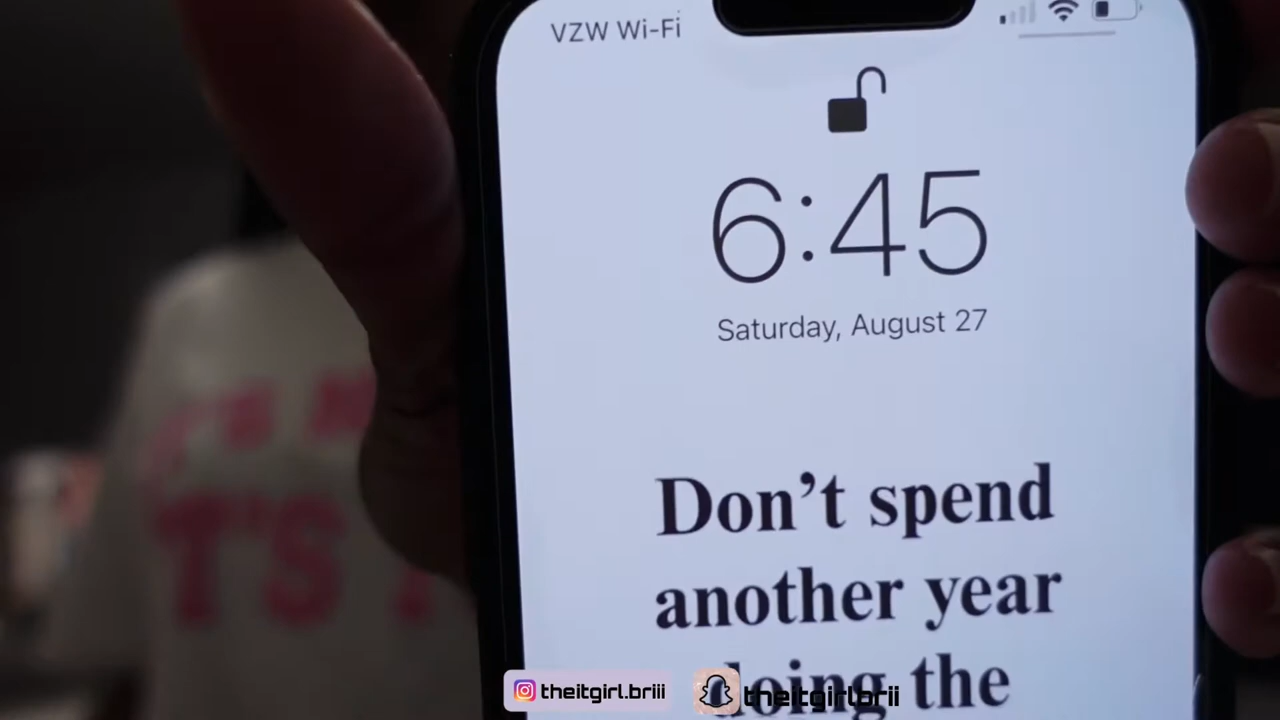 VZW Wi-Fi
6:45
Saturday, August 27
Don't spend
another year
doing the
theitgirl.briii
theitgirlbrii